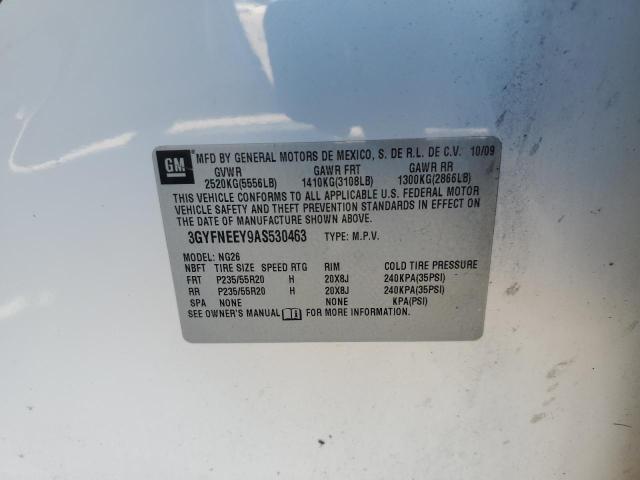 GM MFD BY GENERAL MOTORS DE MEXICO, S. DE R.L. DE C.V. 10/09
GVWR GAWR FRT GAWR RR
2520KG(5556LB) 1410KG(3108LB) 1300KG(2866LB)
THIS VEHICLE CONFORMS TO ALL APPLICABLE U.S. FEDERAL MOTOR
VEHICLE SAFETY AND THEFT PREVENTION STANDARDS IN EFFECT ON THE
DATE OF MANUFACTURE SHOWN ABOVE.
3GYFNEEY9AS530463 TYPE: M.P.V.
MODEL: NG26
NBFT TIRE SIZE SPEED RTG RIM COLD TIRE PRESSURE
FRT P235/55R20 H 20X8J 240KPA(35PSI)
RR P235/55R20 H 20X8J 240KPA(35PSI)
SPA NONE NONE KPA(PSI)
SEE OWNER'S MANUAL FOR MORE INFORMATION.